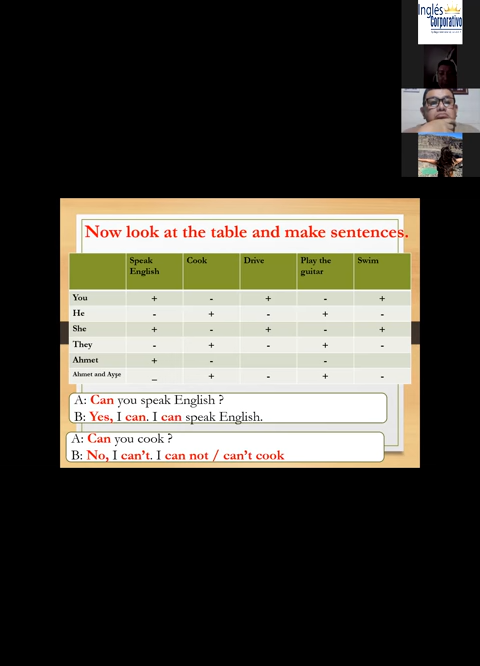 Inglés
Corporativo
Now look at the table and make sentences.
Speak English Cook Drive Play the guitar Swim
You + - + - +
He - + - + -
She + - + - +
They - + - + -
Ahmet + - -
Ahmet and Ayşe _ + - + -
A: Can you speak English ?
B: Yes, I can. I can speak English.
A: Can you cook ?
B: No, I can't. I can not / can't cook